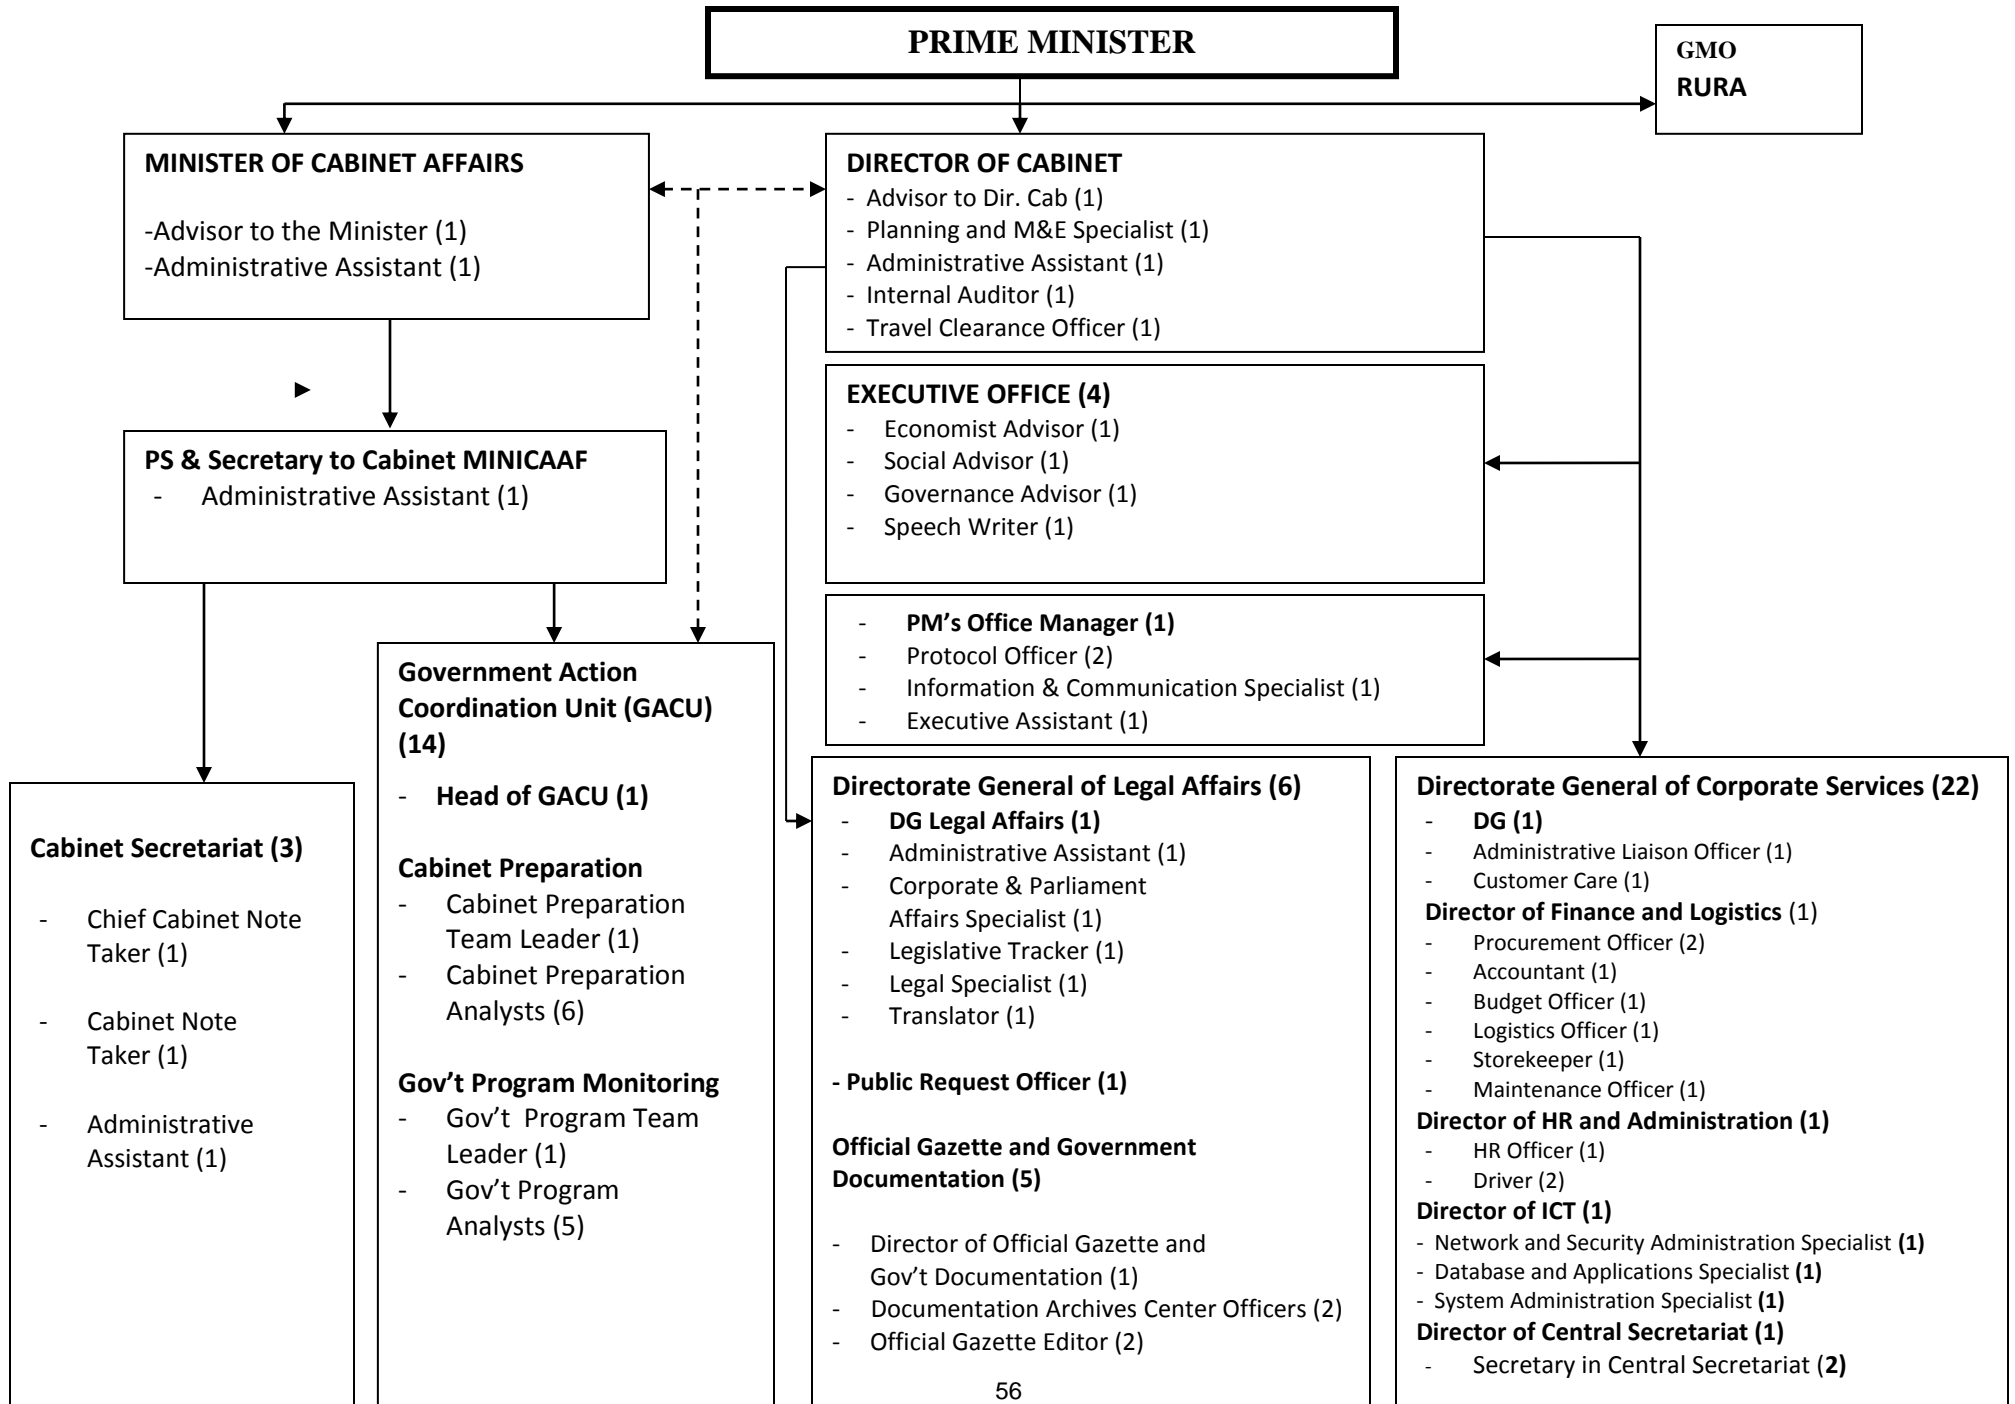 PRIME MINISTER
GMO
RURA
MINISTER OF CABINET AFFAIRS
-Advisor to the Minister (1)
-Administrative Assistant (1)
DIRECTOR OF CABINET
- Advisor to Dir. Cab (1)
- Planning and M&E Specialist (1)
- Administrative Assistant (1)
- Internal Auditor (1)
- Travel Clearance Officer (1)
EXECUTIVE OFFICE (4)
- Economist Advisor (1)
- Social Advisor (1)
- Governance Advisor (1)
- Speech Writer (1)
PS & Secretary to Cabinet MINICAAF
- Administrative Assistant (1)
- PM’s Office Manager (1)
- Protocol Officer (2)
- Information & Communication Specialist (1)
- Executive Assistant (1)
Cabinet Secretariat (3)
- Chief Cabinet Note
Taker (1)
- Cabinet Note
Taker (1)
- Administrative
Assistant (1)
Government Action
Coordination Unit (GACU)
(14)
- Head of GACU (1)
Cabinet Preparation
- Cabinet Preparation
Team Leader (1)
- Cabinet Preparation
Analysts (6)
Gov’t Program Monitoring
- Gov’t Program Team
Leader (1)
- Gov’t Program
Analysts (5)
Directorate General of Legal Affairs (6)
- DG Legal Affairs (1)
- Administrative Assistant (1)
- Corporate & Parliament
Affairs Specialist (1)
- Legislative Tracker (1)
- Legal Specialist (1)
- Translator (1)
- Public Request Officer (1)
Official Gazette and Government
Documentation (5)
- Director of Official Gazette and
Gov’t Documentation (1)
- Documentation Archives Center Officers (2)
- Official Gazette Editor (2)
Directorate General of Corporate Services (22)
- DG (1)
- Administrative Liaison Officer (1)
- Customer Care (1)
Director of Finance and Logistics (1)
- Procurement Officer (2)
- Accountant (1)
- Budget Officer (1)
- Logistics Officer (1)
- Storekeeper (1)
- Maintenance Officer (1)
Director of HR and Administration (1)
- HR Officer (1)
- Driver (2)
Director of ICT (1)
- Network and Security Administration Specialist (1)
- Database and Applications Specialist (1)
- System Administration Specialist (1)
Director of Central Secretariat (1)
- Secretary in Central Secretariat (2)
56